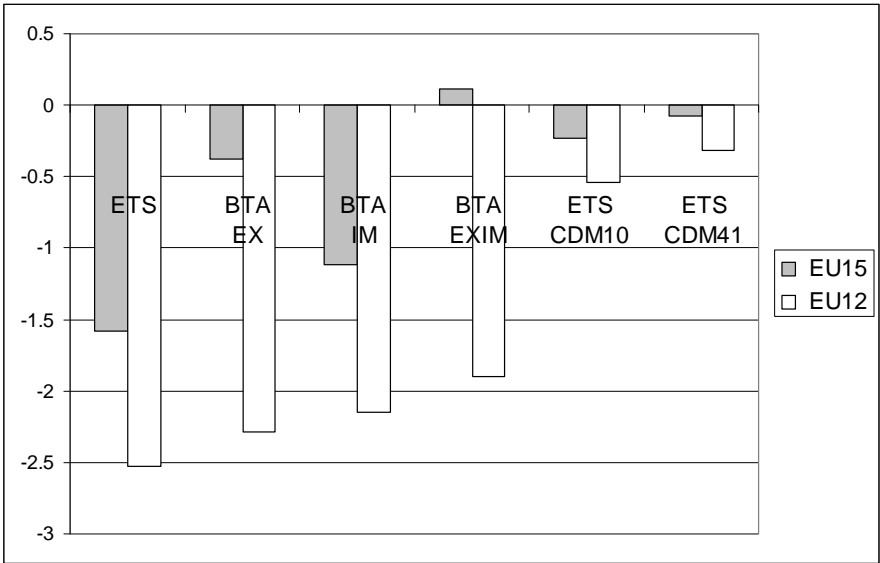 0.5
0
-0.5
-1
-1.5
-2
-2.5
-3
ETS
BTA
EX
BTA
IM
BTA
EXIM
ETS
CDM10
ETS
CDM41
EU15
EU12